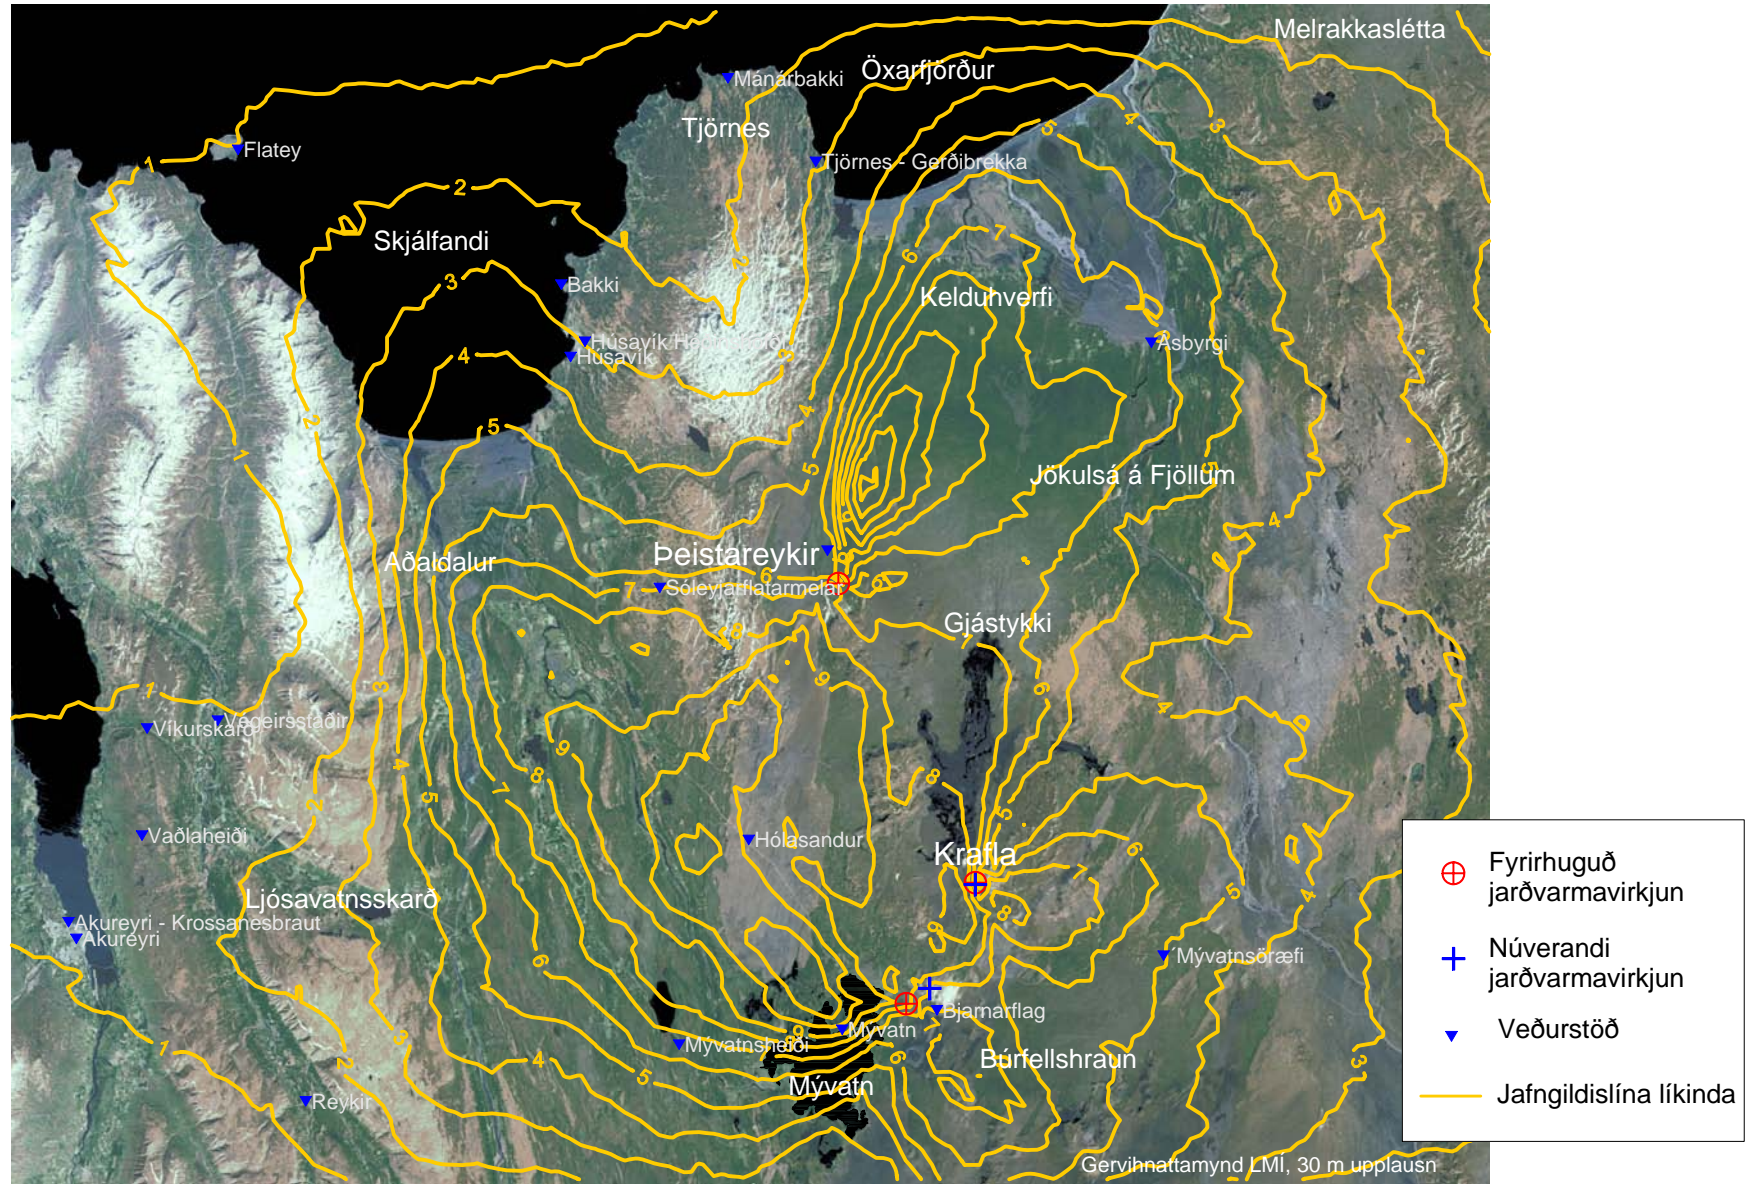 Melrakkaslétta
Öxarfjörður
Mánárbakki
Tjörnes
Flatey
Tjörnes - Gerðibrekka
Skjálfandi
Bakki
Kelduhverfi
Húsavík
Húsavík
Ásbyrgi
Jökulsá á Fjöllum
Þeistareykir
Aðaldalur
Sóleyjarflatarmelar
Gjástykki
Végeirsstaðir
Víkurskarð
Vaðlaheiði
Hólasandur
Krafla
Ljósavatnsskarð
Akureyri - Krossanesbraut
Akureyri
Mývatnsöræfi
Bjarnarflag
Mývatn
Mývatnsheiði
Búrfellshraun
Mývatn
Reykir
Gervihnattamynd LMÍ, 30 m upplausn
Fyrirhuguð
jarðvarmavirkjun
Núverandi
jarðvarmavirkjun
Veðurstöð
Jafngildislína líkinda